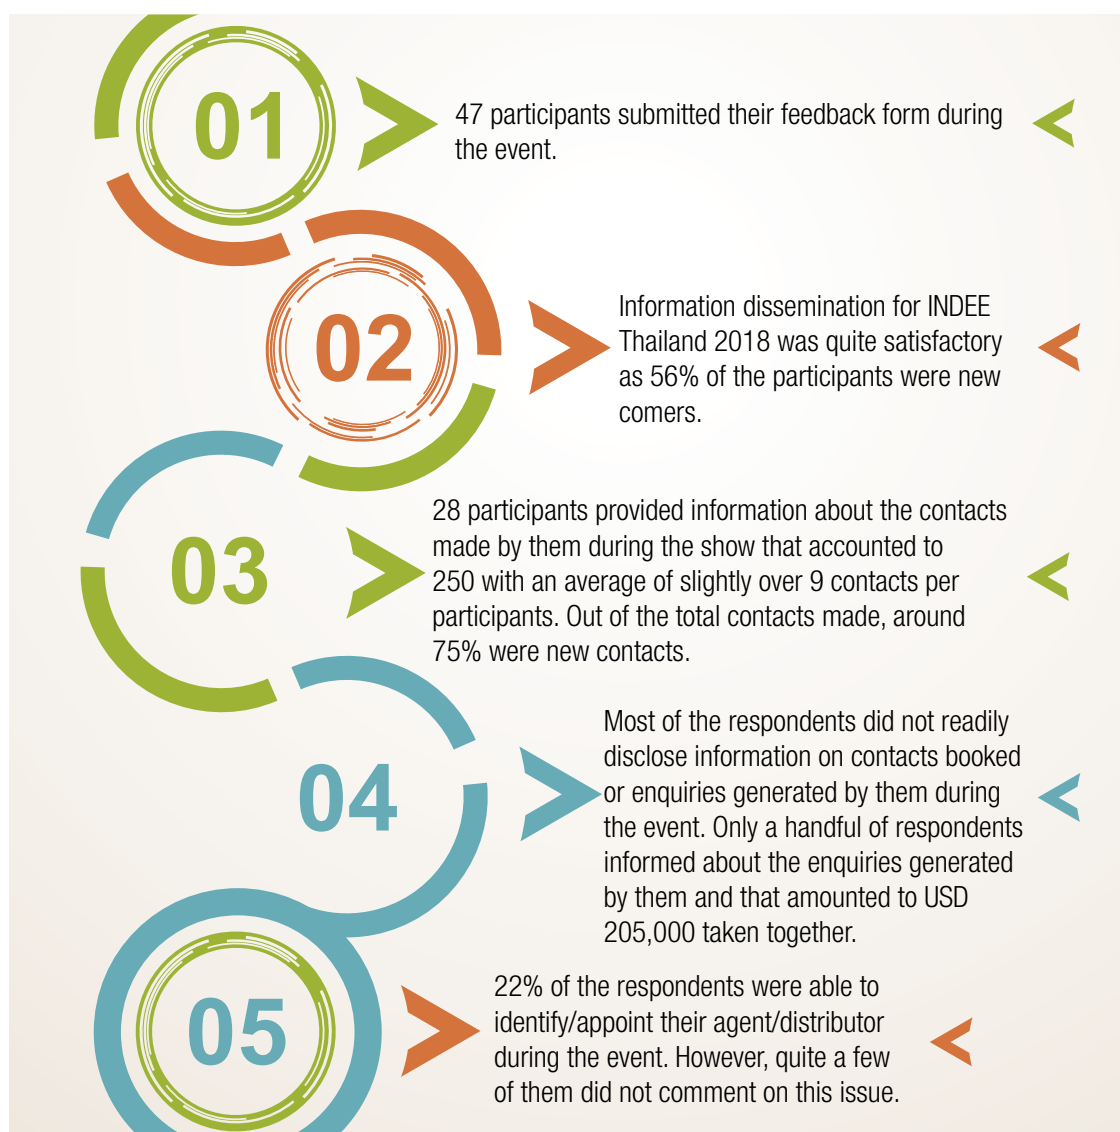 01
47 participants submitted their feedback form during
the event.
02
Information dissemination for INDEE
Thailand 2018 was quite satisfactory
as 56% of the participants were new
comers.
03
28 participants provided information about the contacts
made by them during the show that accounted to
250 with an average of slightly over 9 contacts per
participants. Out of the total contacts made, around
75% were new contacts.
04
Most of the respondents did not readily
disclose information on contacts booked
or enquiries generated by them during
the event. Only a handful of respondents
informed about the enquiries generated
by them and that amounted to USD
205,000 taken together.
05
22% of the respondents were able to
identify/appoint their agent/distributor
during the event. However, quite a few
of them did not comment on this issue.